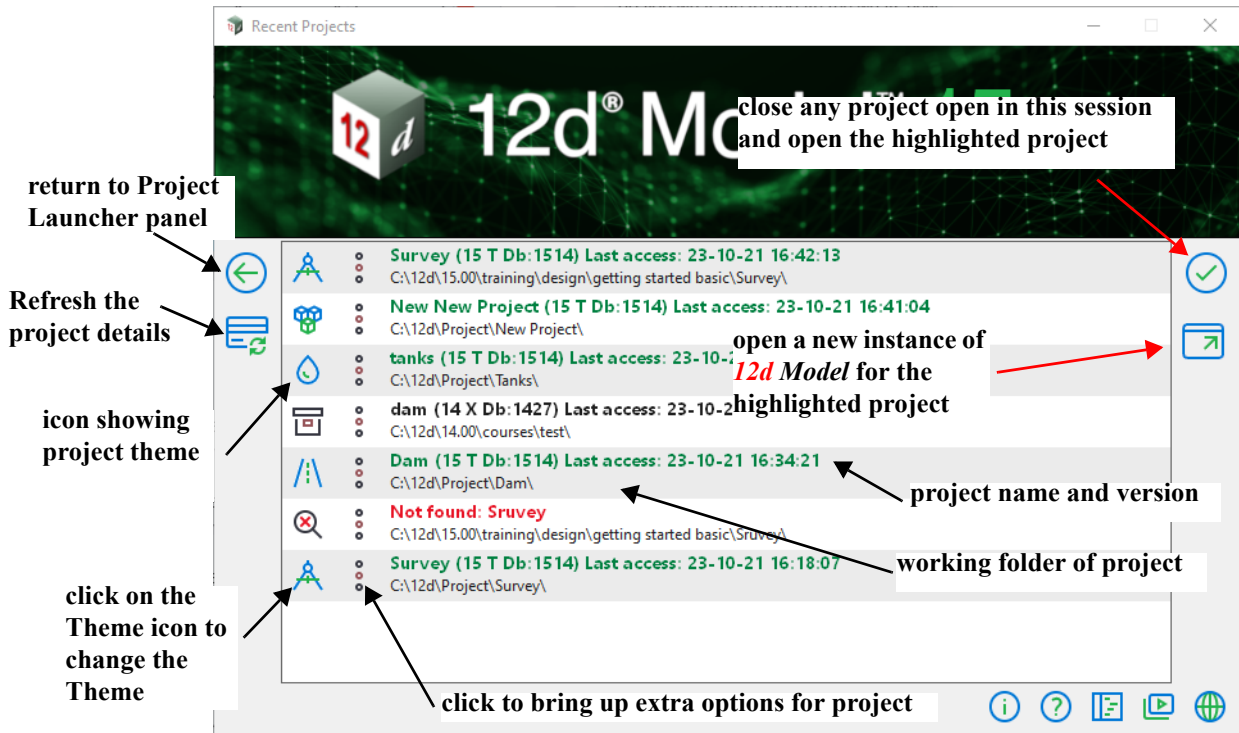 Recent Projects
12
d
12d® Model™
close any project open in this session
and open the highlighted project
return to Project
Launcher panel
Survey (15 T Db:1514) Last access: 23-10-21 16:42:13
C:\12d\15.00\training\design\getting started basic\Survey\
Refresh the
project details
New New Project (15 T Db:1514) Last access: 23-10-21 16:41:04
C:\12d\Project\New Project\
open a new instance of
12d Model for the
highlighted project
tanks (15 T Db:1514) Last access: 23-10-2
C:\12d\Project\Tanks\
icon showing
project theme
dam (14 X Db:1427) Last access: 23-10-2
C:\12d\14.00\courses\test\
Dam (15 T Db:1514) Last access: 23-10-21 16:34:21
C:\12d\Project\Dam\
project name and version
Not found: Sruvey
C:\12d\15.00\training\design\getting started basic\Sruvey\
working folder of project
Survey (15 T Db:1514) Last access: 23-10-21 16:18:07
C:\12d\Project\Survey\
click on the
Theme icon to
change the
Theme
click to bring up extra options for project